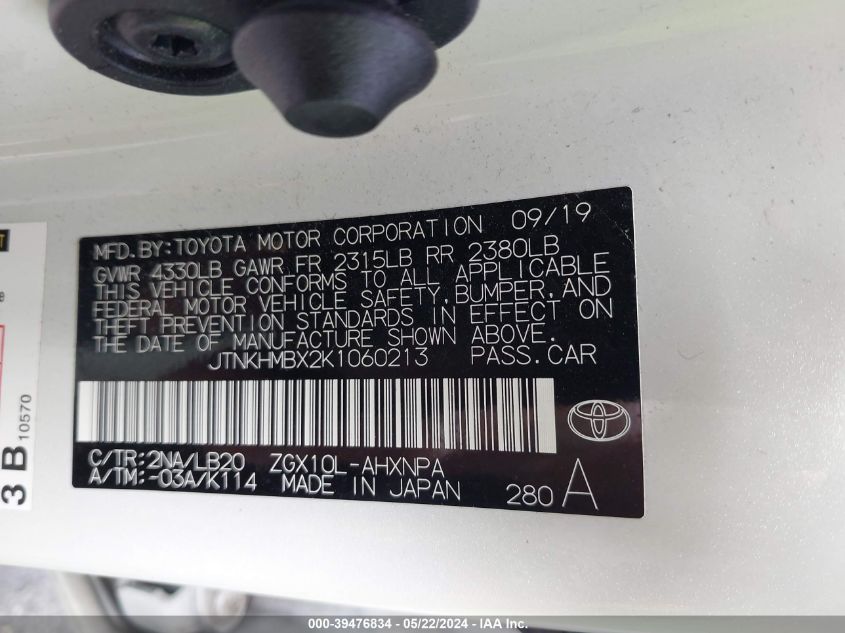 MFD. BY: TOYOTA MOTOR CORPORATION 09/19
GVWR 4330LB GAWR FR 2315LB RR 2380LB
THIS VEHICLE CONFORMS TO ALL APPLICABLE
FEDERAL MOTOR VEHICLE SAFETY, BUMPER, AND
THEFT PREVENTION STANDARDS IN EFFECT ON
THE DATE OF MANUFACTURE SHOWN ABOVE.
JTNKHMBX2K1060213 PASS. CAR
C/TR: 2NA/LB20 ZGX10L-AHXNPA
A/TM: -03A/K114 MADE IN JAPAN 280 A
3 B 10570
000-39476834 - 05/22/2024 - IAA Inc.